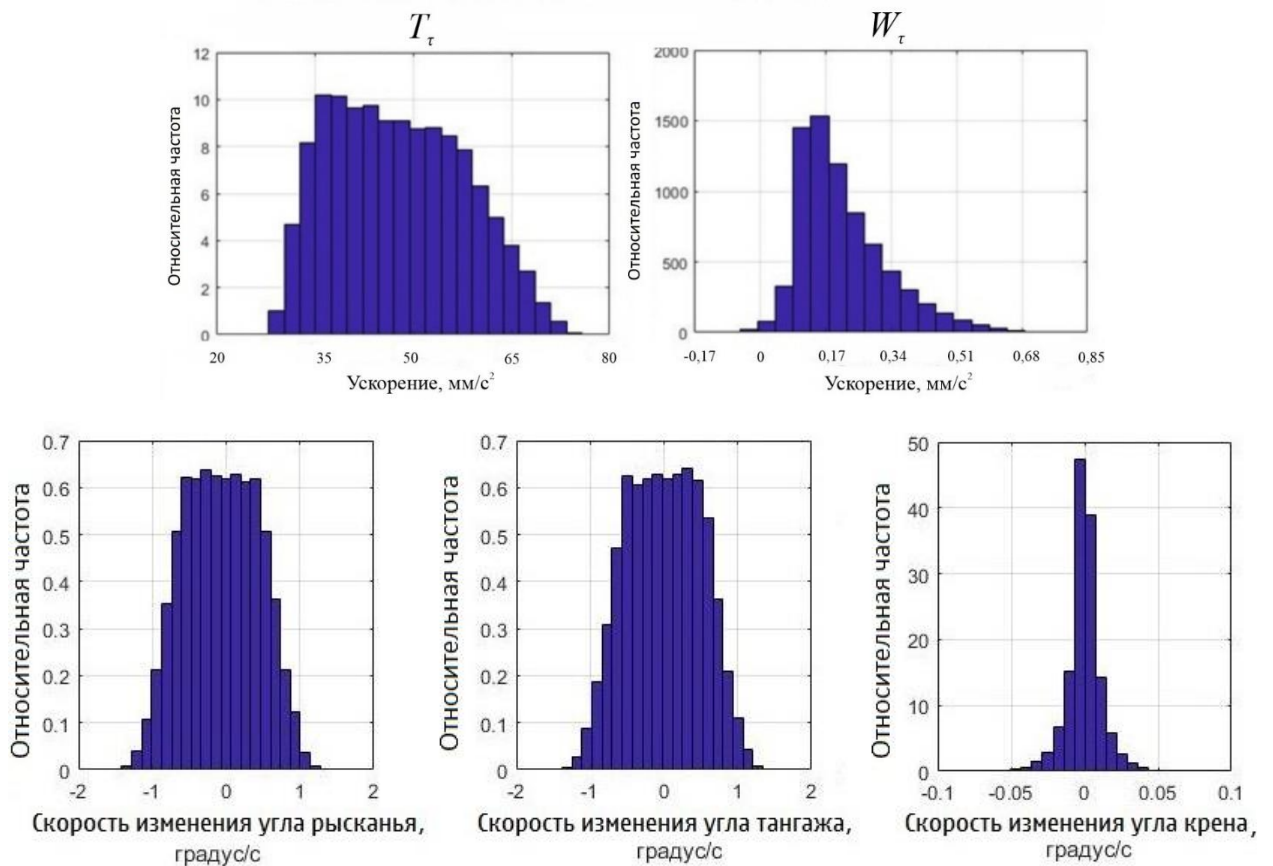 T_τ
W_τ
Относительная частота
12
10
8
6
4
2
0
20 35 50 65 80
Ускорение, мм/с²
Относительная частота
2000
1500
1000
500
0
-0,17 0 0,17 0,34 0,51 0,68 0,85
Ускорение, мм/с²
Относительная частота
0.7
0.6
0.5
0.4
0.3
0.2
0.1
0
-2 -1 0 1 2
Скорость изменения угла рысканья,
градус/с
Относительная частота
0.7
0.6
0.5
0.4
0.3
0.2
0.1
0
-2 -1 0 1 2
Скорость изменения угла тангажа,
градус/с
Относительная частота
50
40
30
20
10
0
-0.1 -0.05 0 0.05 0.1
Скорость изменения угла крена,
градус/с